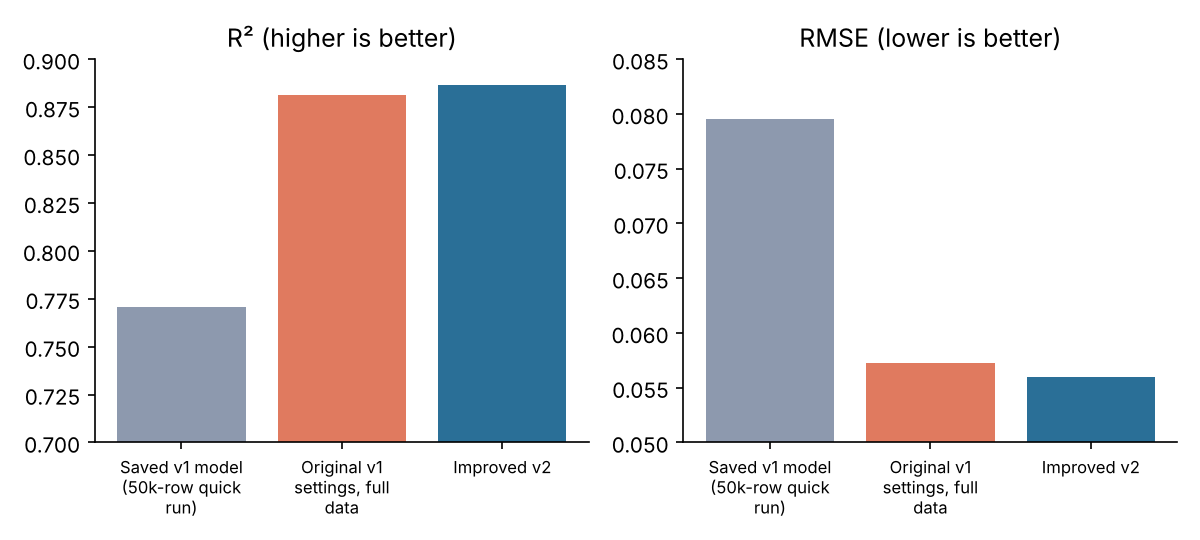 R² (higher is better)
0.900
0.875
0.850
0.825
0.800
0.775
0.750
0.725
0.700
Saved v1 model
(50k-row quick
run)
Original v1
settings, full
data
Improved v2
RMSE (lower is better)
0.085
0.080
0.075
0.070
0.065
0.060
0.055
0.050
Saved v1 model
(50k-row quick
run)
Original v1
settings, full
data
Improved v2